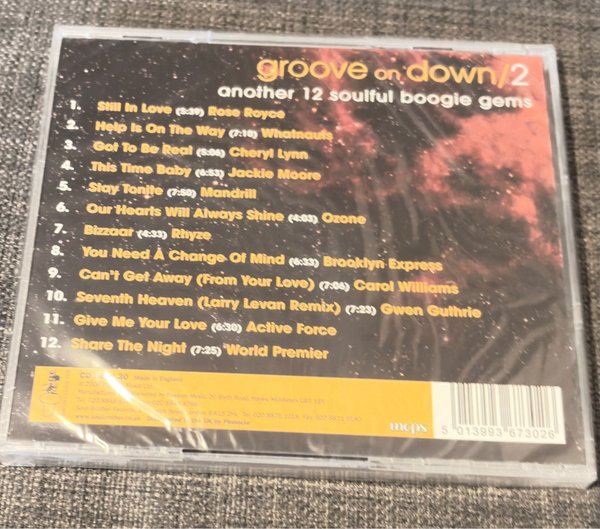 groove on down/2
another 12 soulful boogie gems
1. Still In Love (5:39) Rose Royce
2. Help Is On The Way (7:10) Whatnaufs
3. Got To Be Real (5:06) Cheryl Lynn
4. This Time Baby (6:53) Jackie Moore
5. Stay Tonite (7:50) Mandrill
6. Our Hearts Will Always Shine (4:03) Ozone
7. Bizzaar (4:33) Rhyze
8. You Need A Change Of Mind (6:33) Brooklyn Express
9. Can't Get Away (From Your Love) (7:06) Carol Williams
10. Seventh Heaven (Lairy Levan Remix) (7:23) Gwen Guthrie
11. Give Me Your Love (6:30) Active Force
12. Share The Night (7:25) World Premier
Made in England
mcps
5 013993 673026